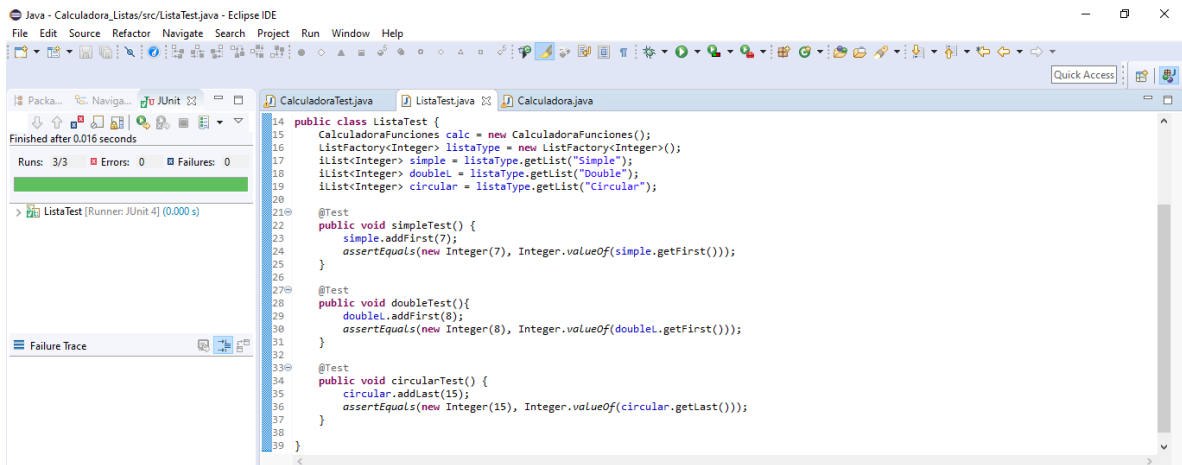 Java - Calculadora_Listas/src/ListaTest.java - Eclipse IDE
File Edit Source Refactor Navigate Search Project Run Window Help
Quick Access
Packa... Naviga... JUnit
CalculadoraTest.java ListaTest.java Calculadora.java
Finished after 0.016 seconds
Runs: 3/3 Errors: 0 Failures: 0
ListaTest [Runner: JUnit 4] (0.000 s)
Failure Trace
14 public class ListaTest {
15 CalculadoraFunciones calc = new CalculadoraFunciones();
16 ListFactory<Integer> listaType = new ListFactory<Integer>();
17 iList<Integer> simple = listaType.getList("Simple");
18 iList<Integer> doubleL = listaType.getList("Double");
19 iList<Integer> circular = listaType.getList("Circular");
20
21 @Test
22 public void simpleTest() {
23 simple.addFirst(7);
24 assertEquals(new Integer(7), Integer.valueOf(simple.getFirst()));
25 }
26
27 @Test
28 public void doubleTest(){
29 doubleL.addFirst(8);
30 assertEquals(new Integer(8), Integer.valueOf(doubleL.getFirst()));
31 }
32
33 @Test
34 public void circularTest() {
35 circular.addLast(15);
36 assertEquals(new Integer(15), Integer.valueOf(circular.getLast()));
37 }
38
39 }